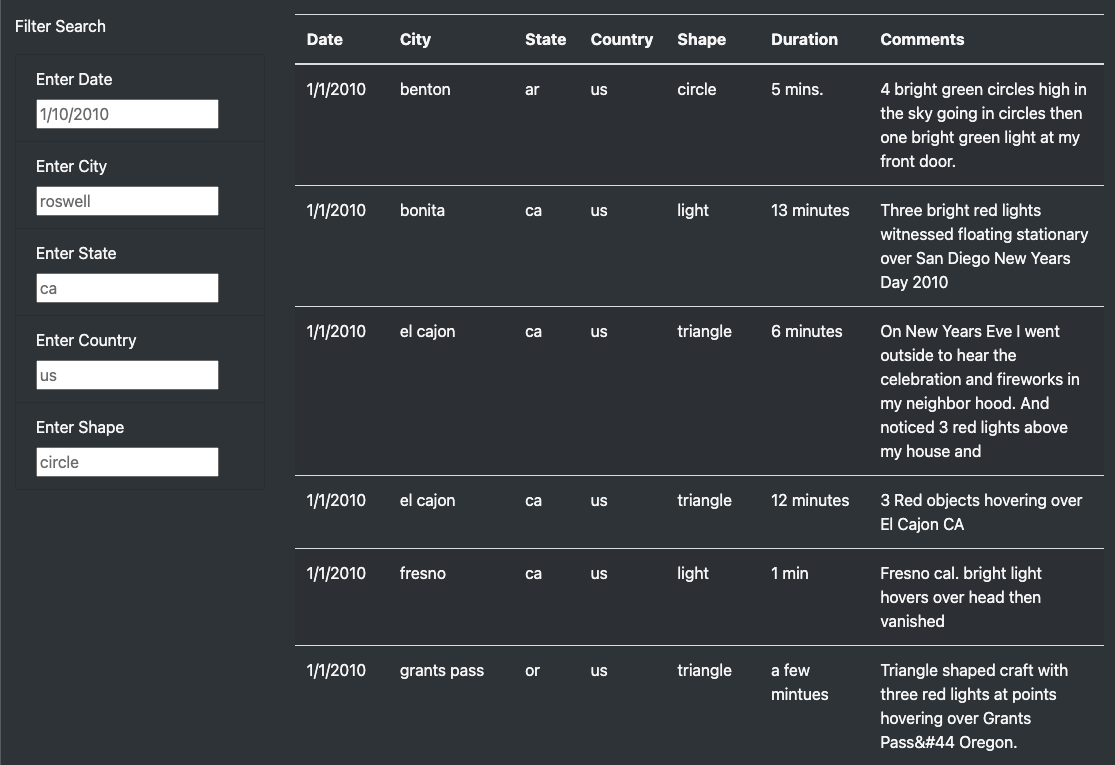 Filter Search
Enter Date
1/10/2010
Enter City
roswell
Enter State
ca
Enter Country
us
Enter Shape
circle
Date City State Country Shape Duration Comments
1/1/2010 benton ar us circle 5 mins. 4 bright green circles high in
the sky going in circles then
one bright green light at my
front door.
1/1/2010 bonita ca us light 13 minutes Three bright red lights
witnessed floating stationary
over San Diego New Years
Day 2010
1/1/2010 el cajon ca us triangle 6 minutes On New Years Eve I went
outside to hear the
celebration and fireworks in
my neighbor hood. And
noticed 3 red lights above
my house and
1/1/2010 el cajon ca us triangle 12 minutes 3 Red objects hovering over
El Cajon CA
1/1/2010 fresno ca us light 1 min Fresno cal. bright light
hovers over head then
vanished
1/1/2010 grants pass or us triangle a few Triangle shaped craft with
mintues three red lights at points
hovering over Grants
Pass&#44 Oregon.